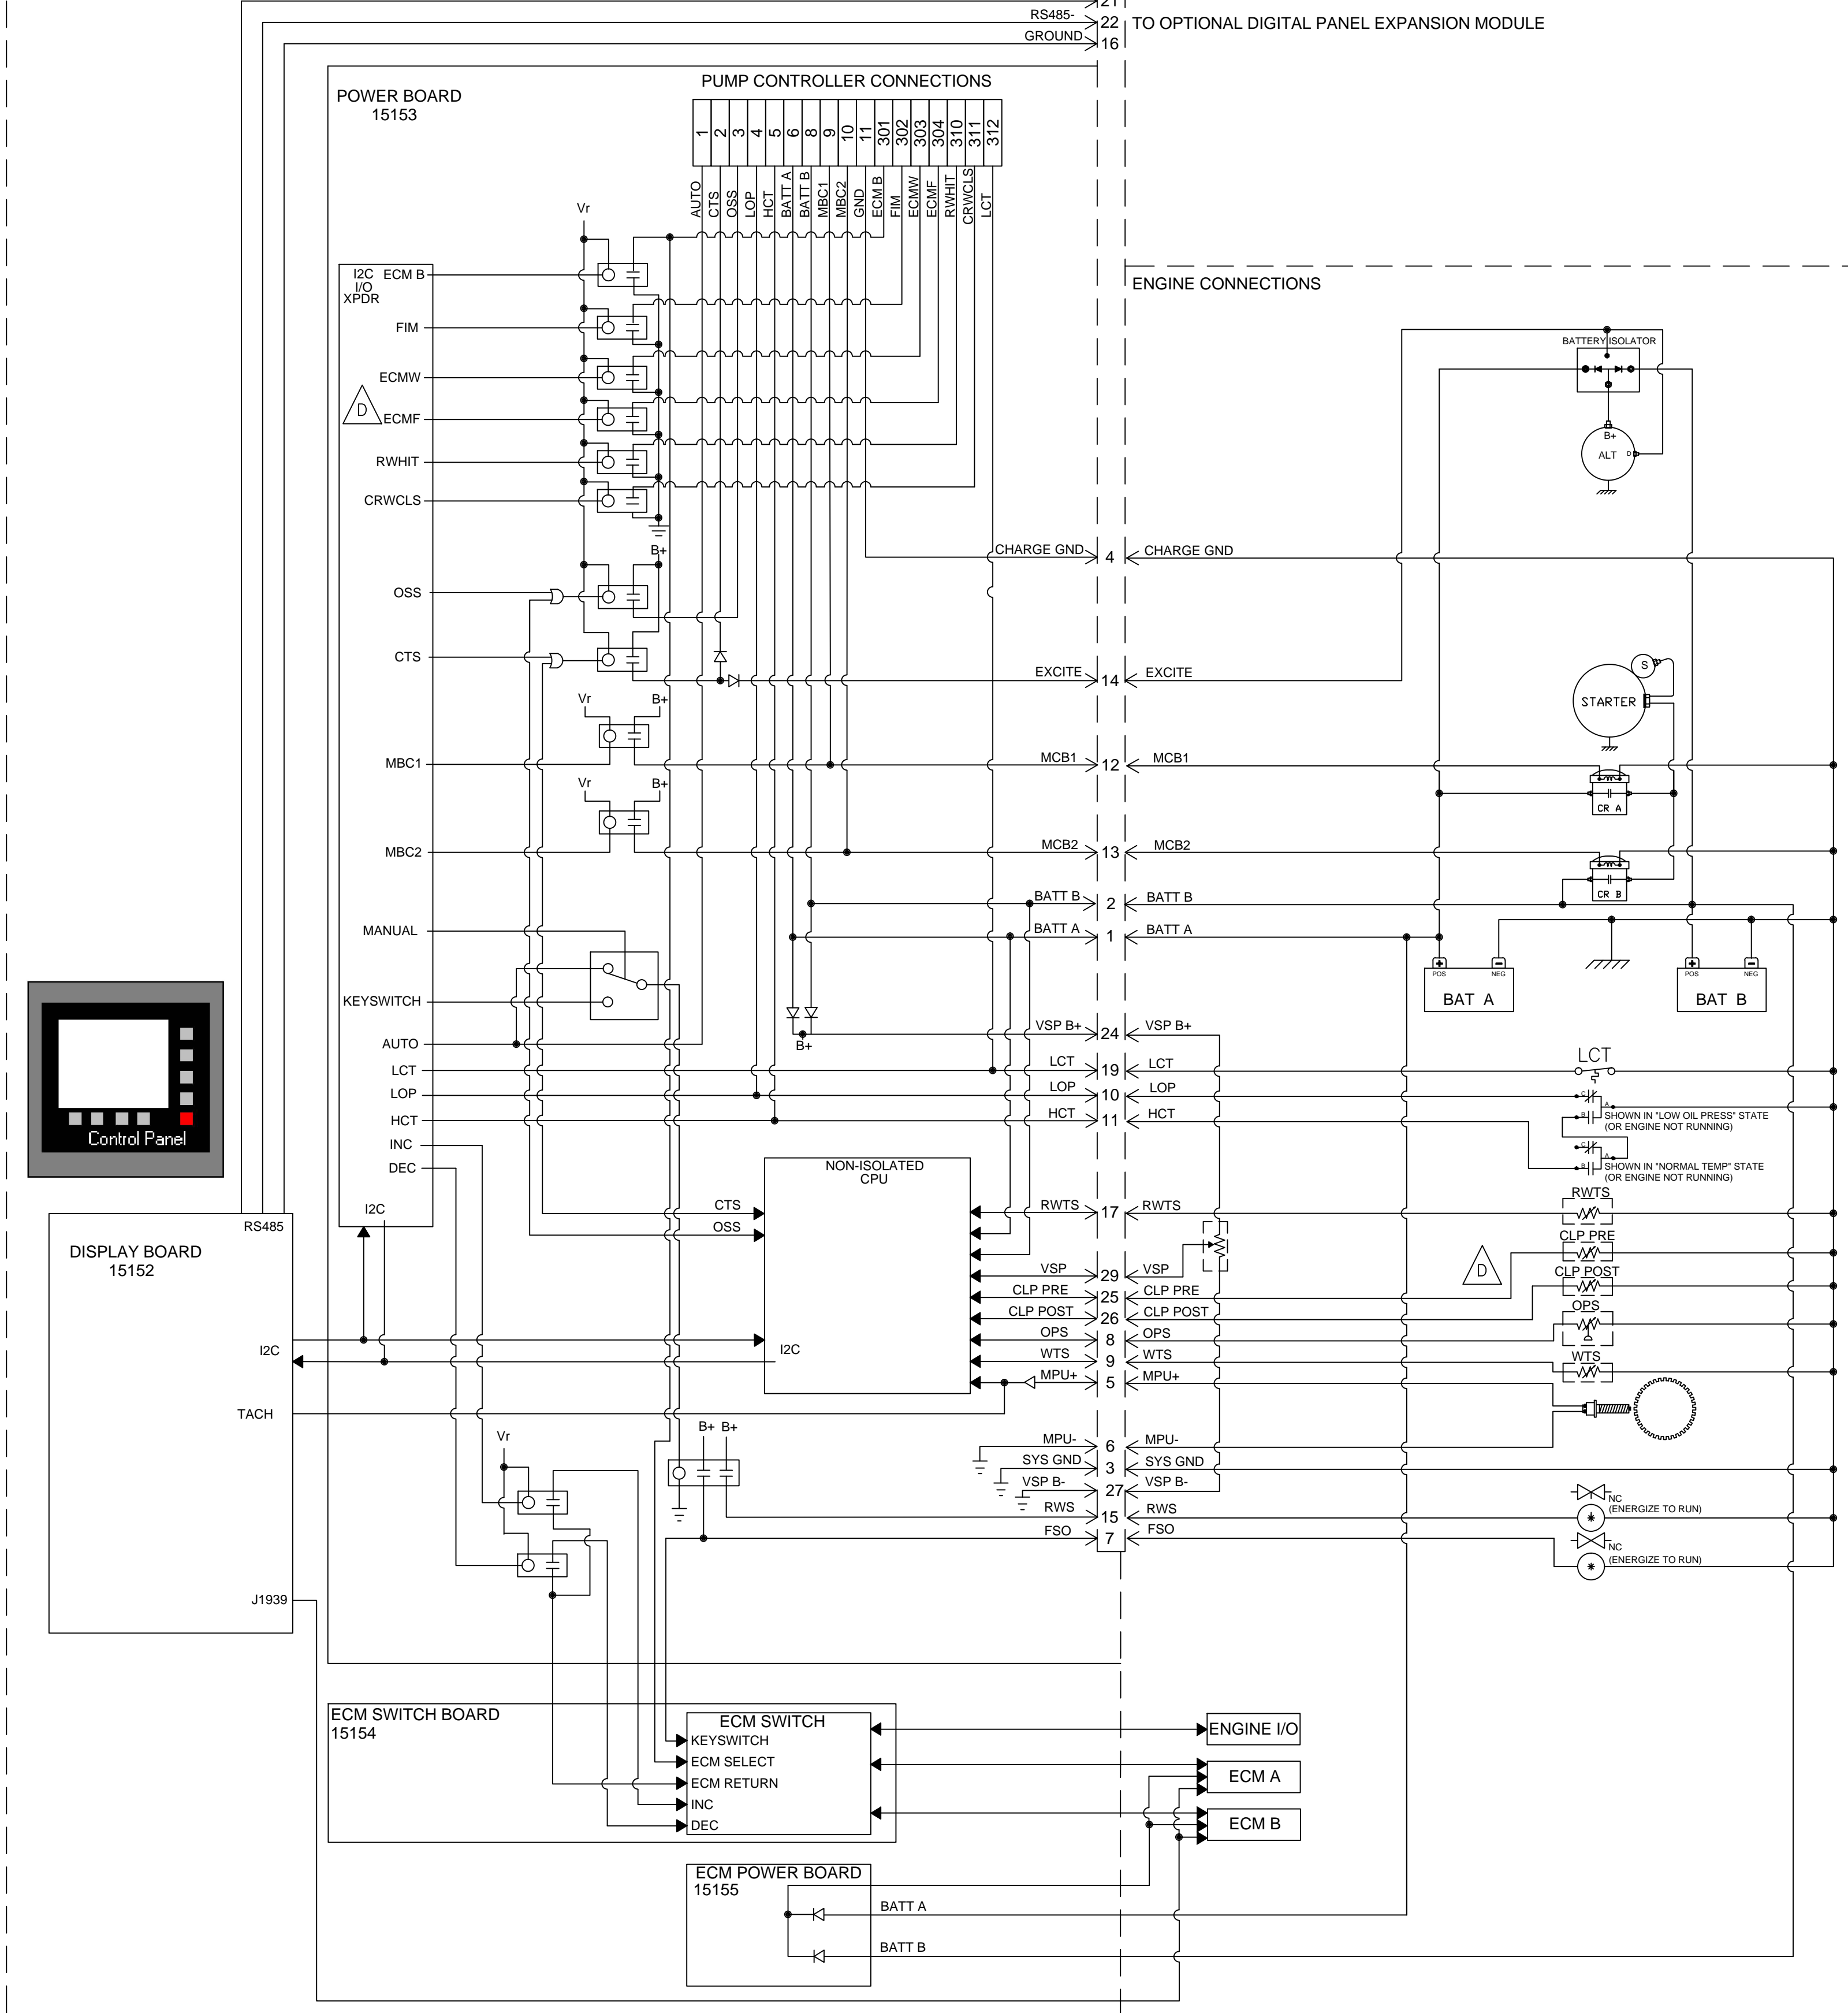 21
RS485-
22
TO OPTIONAL DIGITAL PANEL EXPANSION MODULE
GROUND
16
POWER BOARD
15153
PUMP CONTROLLER CONNECTIONS
1
2
3
4
5
6
8
9
10
11
301
302
303
304
310
311
312
AUTO
CTS
OSS
LOP
HCT
BATT A
BATT B
MBC1
MBC2
GND
ECM B
FIM
ECMW
ECMF
RWHIT
CRWCLS
LCT
Vr
I2C
I/O
XPDR
ECM B
FIM
ECMW
D
ECMF
RWHIT
CRWCLS
B+
OSS
CTS
Vr
B+
MBC1
Vr
B+
MBC2
MANUAL
KEYSWITCH
AUTO
LCT
LOP
HCT
INC
DEC
I2C
ENGINE CONNECTIONS
BATTERY ISOLATOR
B+
ALT
D
CHARGE GND
4
CHARGE GND
EXCITE
14
EXCITE
S
STARTER
MCB1
12
MCB1
CR A
MCB2
13
MCB2
CR B
BATT B
2
BATT B
BATT A
1
BATT A
+
POS
-
NEG
BAT A
+
POS
-
NEG
BAT B
B+
VSP B+
24
VSP B+
LCT
19
LCT
LCT
LOP
10
LOP
C
A
B
SHOWN IN "LOW OIL PRESS" STATE
(OR ENGINE NOT RUNNING)
HCT
11
HCT
C
A
B
SHOWN IN "NORMAL TEMP" STATE
(OR ENGINE NOT RUNNING)
Control Panel
NON-ISOLATED
CPU
CTS
OSS
I2C
RWTS
17
RWTS
RWTS
VSP
29
VSP
D
CLP PRE
CLP PRE
25
CLP PRE
CLP POST
CLP POST
26
CLP POST
OPS
OPS
8
OPS
WTS
9
WTS
WTS
MPU+
5
MPU+
DISPLAY BOARD
15152
RS485
I2C
TACH
J1939
Vr
B+ B+
MPU-
6
MPU-
SYS GND
3
SYS GND
VSP B-
27
VSP B-
RWS
15
RWS
NC
(ENERGIZE TO RUN)
*
FSO
7
FSO
NC
(ENERGIZE TO RUN)
*
ECM SWITCH BOARD
15154
ECM SWITCH
KEYSWITCH
ECM SELECT
ECM RETURN
INC
DEC
ENGINE I/O
ECM A
ECM B
ECM POWER BOARD
15155
BATT A
BATT B